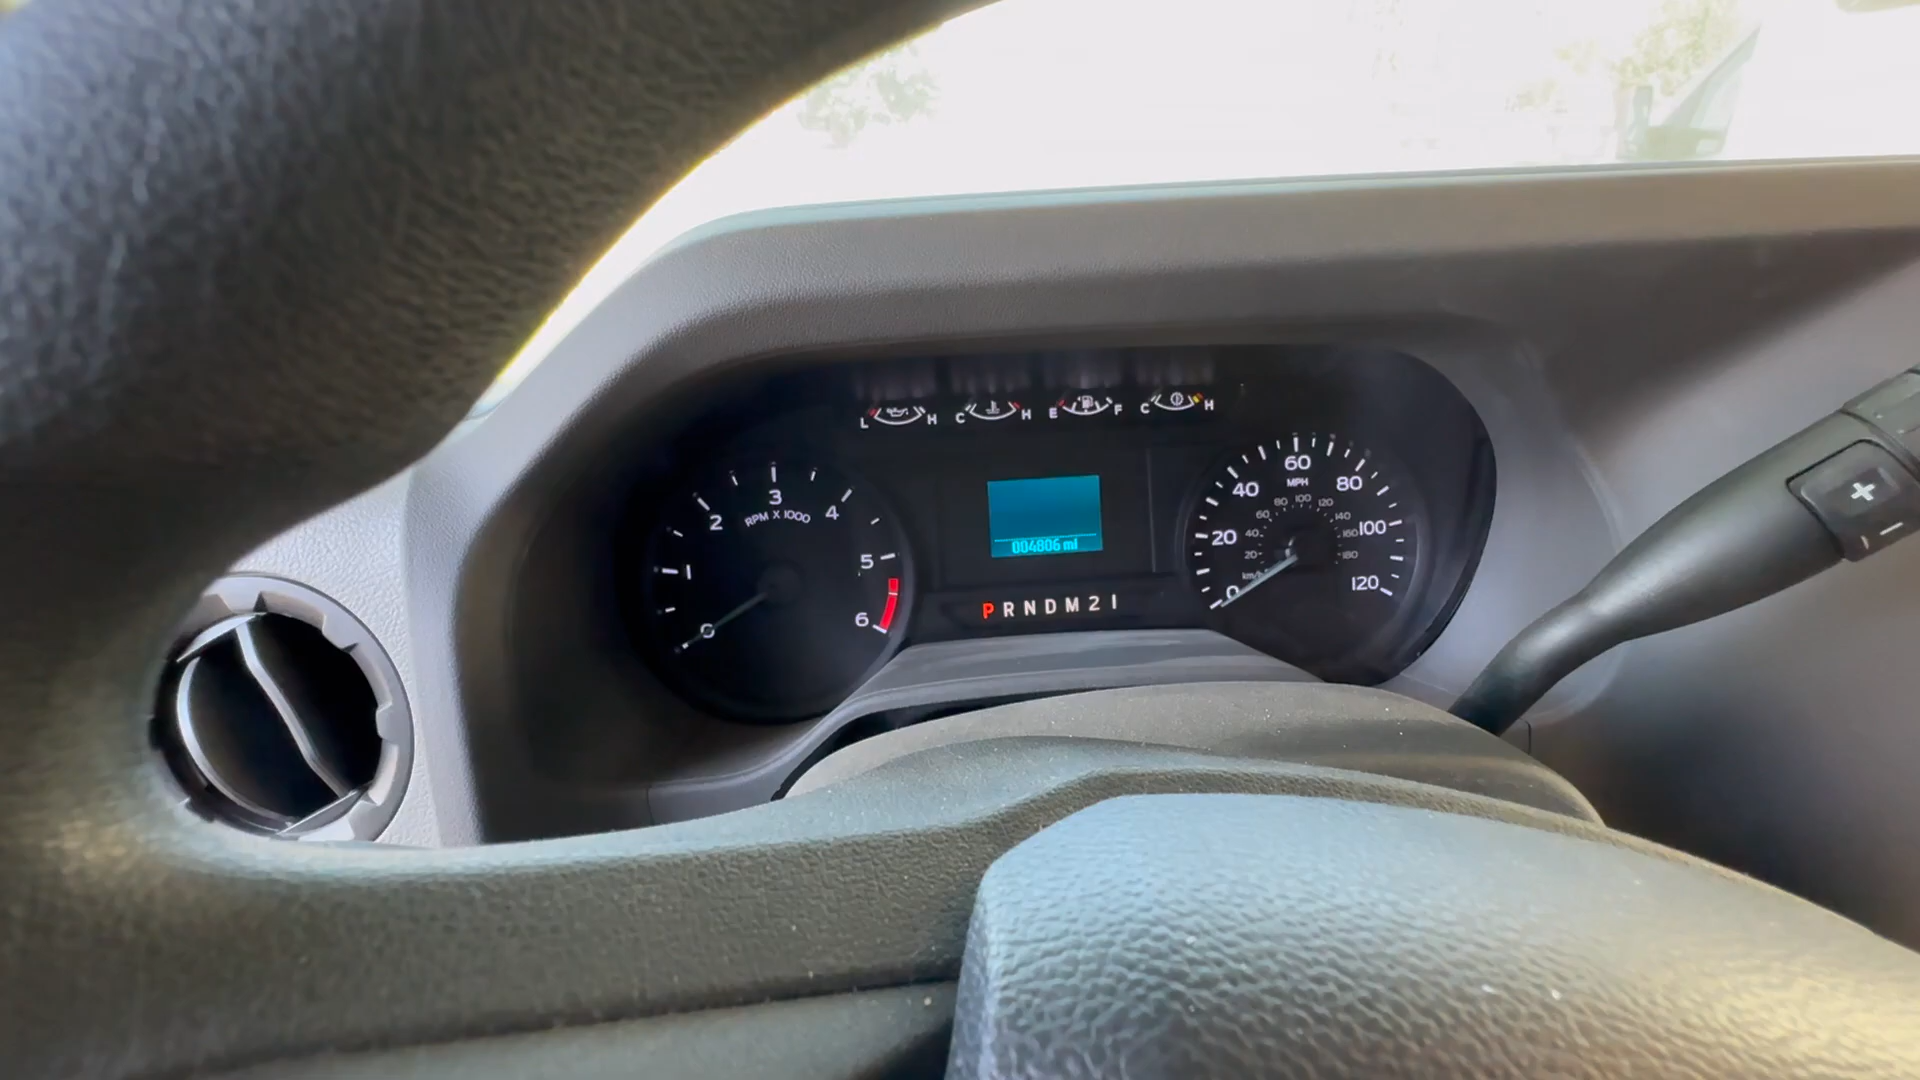 L H C H E F C H
1 2 3 4 5 6
RPM X 1000
0
004806 mi
P R N D M 2 1
0 20 40 60 80 100 120
MPH
20 40 60 80 100 120 140 160 180
km/h
+
-